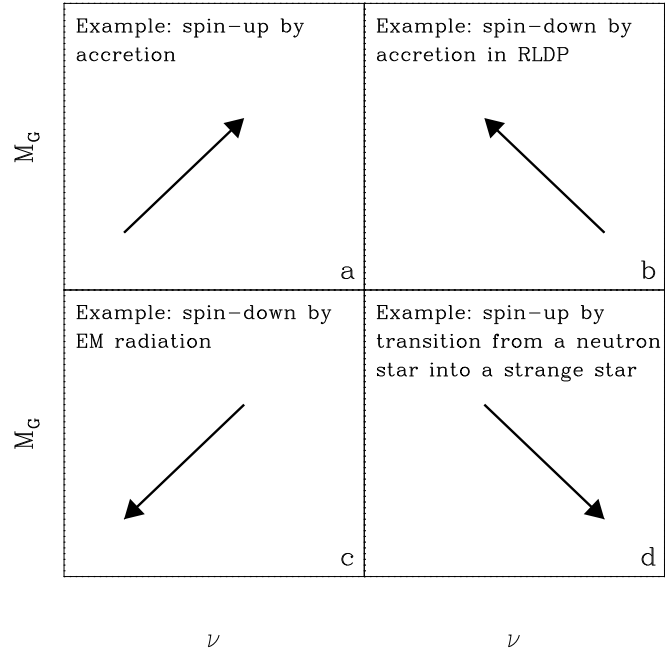 Example: spin-up by
accretion
a
Example: spin-down by
accretion in RLDP
b
M_G
Example: spin-down by
EM radiation
c
Example: spin-up by
transition from a neutron
star into a strange star
d
M_G
ν
ν